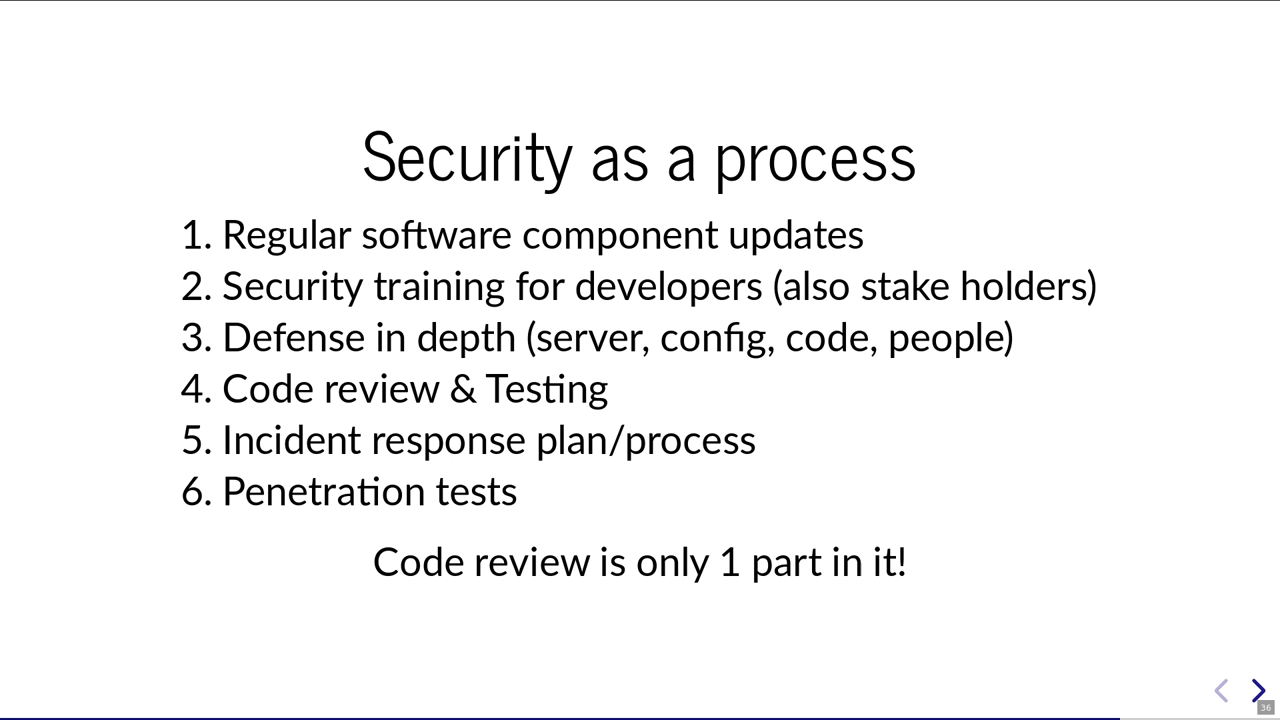 Security as a process
1. Regular software component updates
2. Security training for developers (also stake holders)
3. Defense in depth (server, config, code, people)
4. Code review & Testing
5. Incident response plan/process
6. Penetration tests
Code review is only 1 part in it!
36